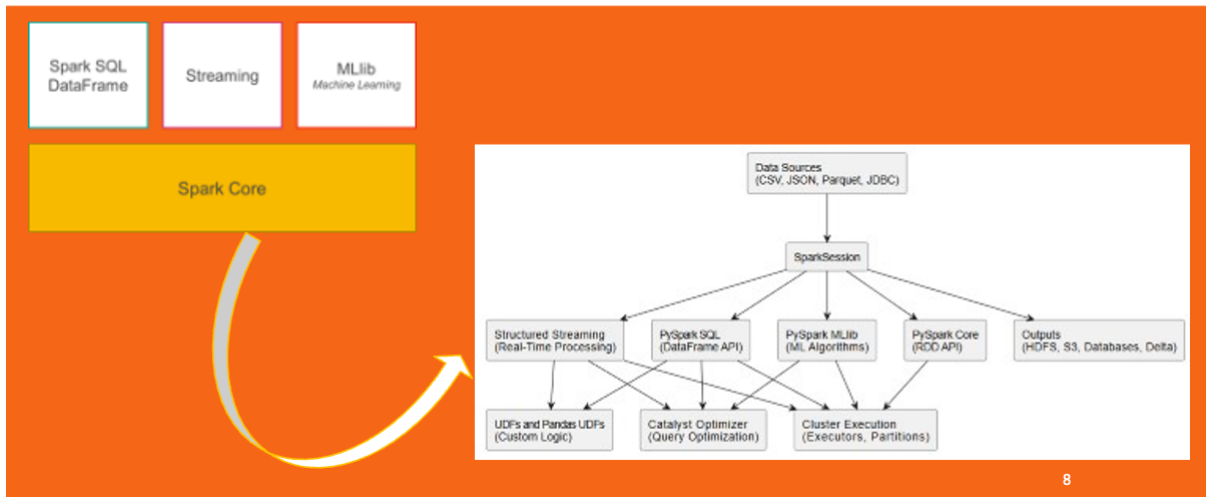 Spark SQL
DataFrame
Streaming
MLlib
Machine Learning
Spark Core
Data Sources
(CSV, JSON, Parquet, JDBC)
SparkSession
Structured Streaming
(Real-Time Processing)
PySpark SQL
(DataFrame API)
PySpark MLlib
(ML Algorithms)
PySpark Core
(RDD API)
Outputs
(HDFS, S3, Databases, Delta)
UDFs and Pandas UDFs
(Custom Logic)
Catalyst Optimizer
(Query Optimization)
Cluster Execution
(Executors, Partitions)
8